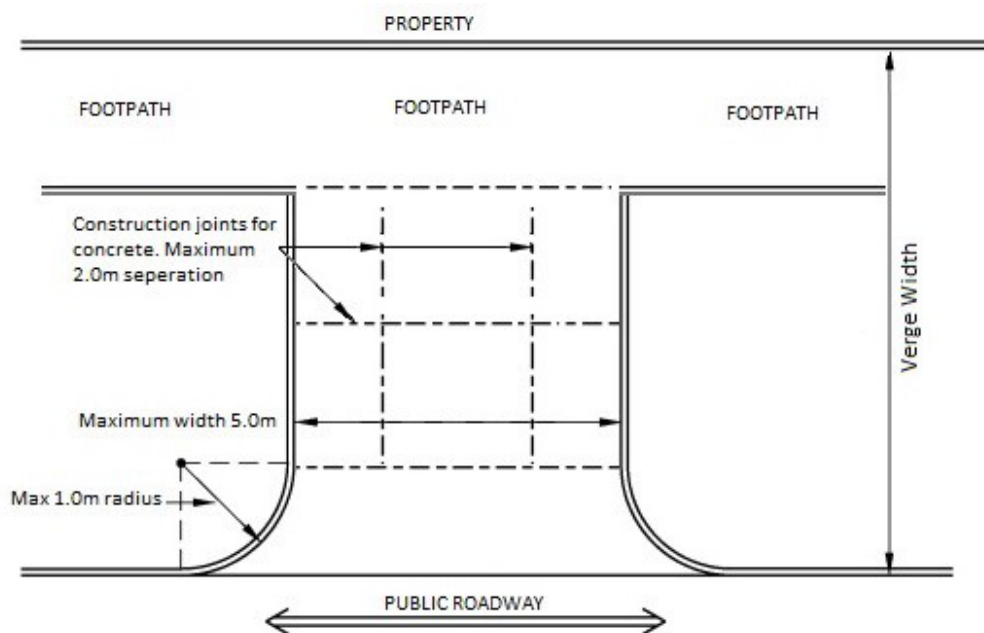 PROPERTY
FOOTPATH
FOOTPATH
FOOTPATH
Construction joints for
concrete. Maximum
2.0m seperation
Verge Width
Maximum width 5.0m
Max 1.0m radius
PUBLIC ROADWAY